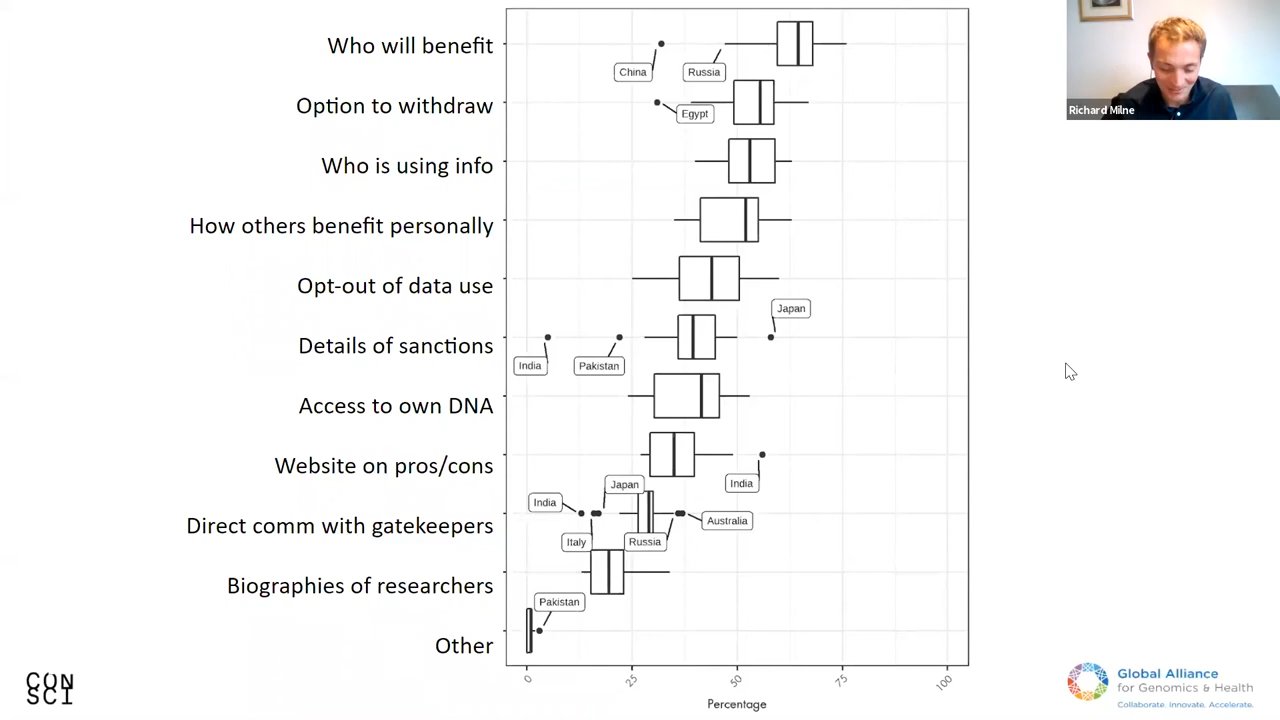 Who will benefit
China
Russia
Option to withdraw
Egypt
Who is using info
How others benefit personally
Opt-out of data use
Japan
Details of sanctions
India
Pakistan
Access to own DNA
Website on pros/cons
India
Japan
India
Direct comm with gatekeepers
Australia
Italy
Russia
Biographies of researchers
Pakistan
Other
0
25
50
75
100
Percentage
Richard Milne
CON
SCI
Global Alliance
for Genomics & Health
Collaborate. Innovate. Accelerate.